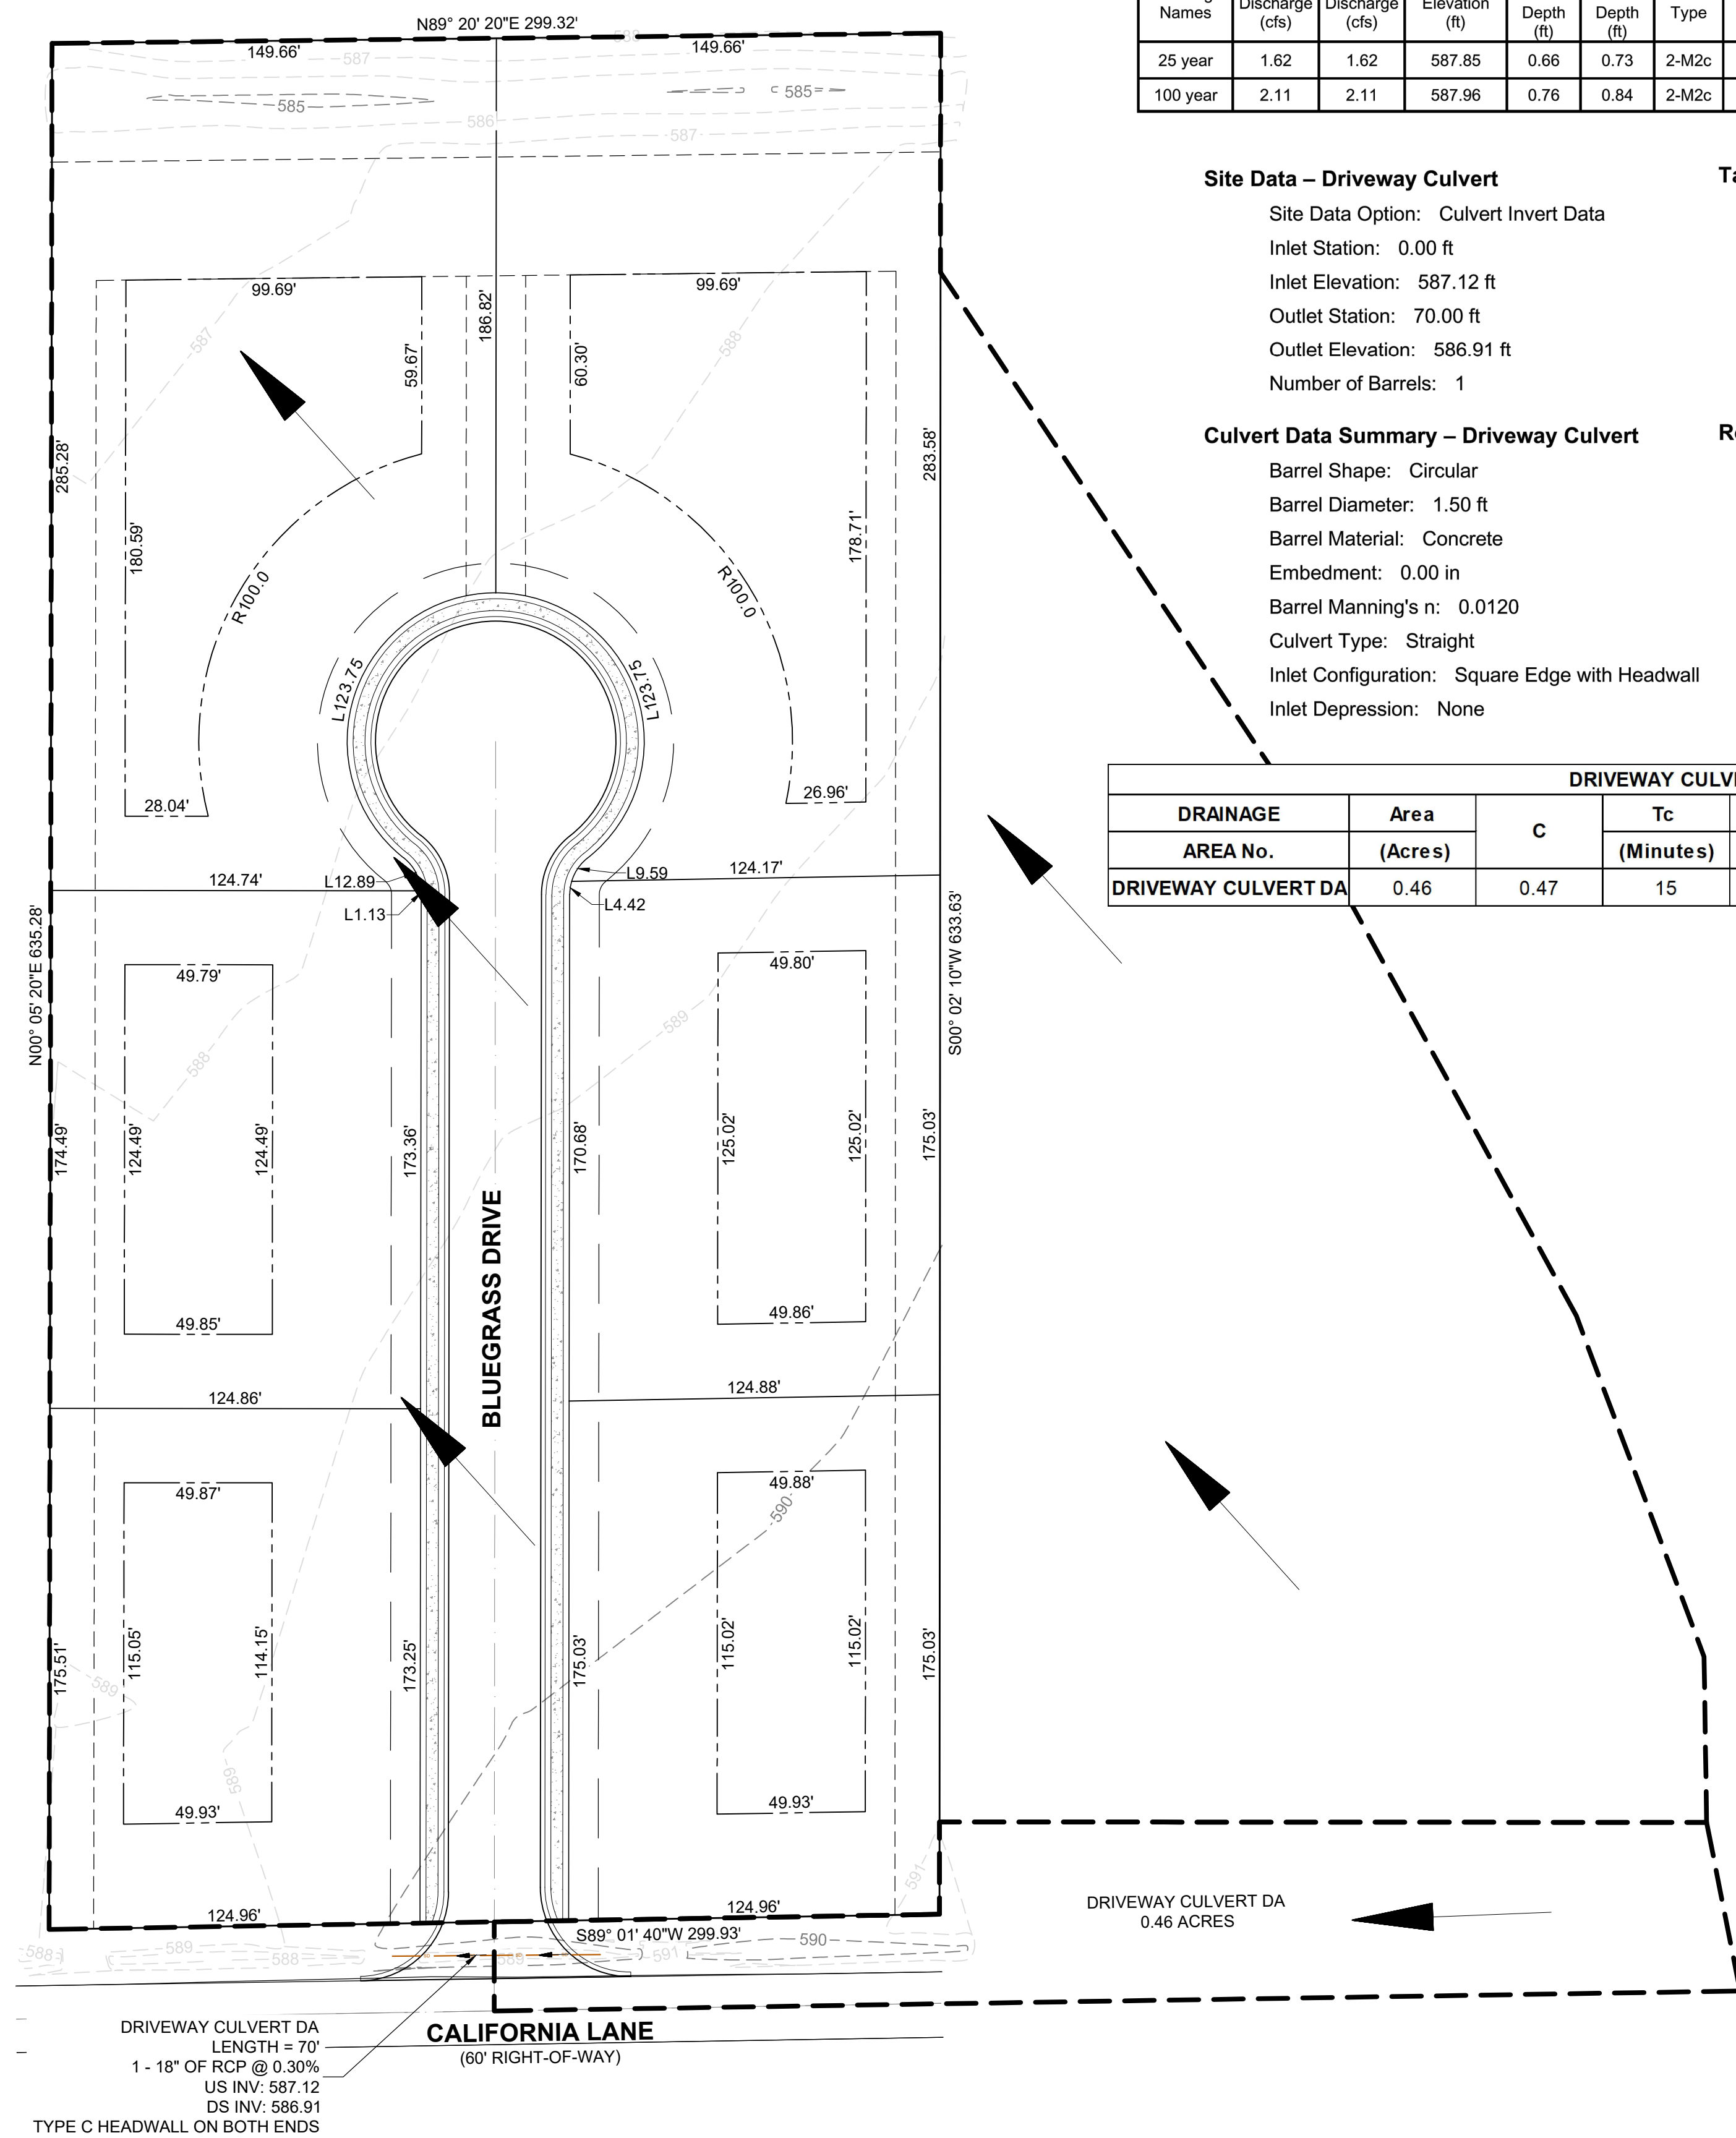 N89° 20' 20"E 299.32'
149.66'
149.66'
587
588
585
585
586
587
99.69'
99.69'
186.82'
59.67'
60.30'
587
588
285.28'
283.58'
180.59'
178.71'
R100.0
R100.0
L123.75
L123.75
28.04'
26.96'
124.74'
L12.89
L9.59
124.17'
L1.13
L4.42
N00° 05' 20"E 635.28'
S00° 02' 10"W 633.63'
49.79'
49.80'
589
588
174.49'
124.49'
124.49'
173.36'
170.68'
125.02'
125.02'
175.03'
BLUEGRASS DRIVE
49.85'
49.86'
124.86'
124.88'
49.87'
49.88'
590
175.51'
115.05'
114.15'
173.25'
175.03'
115.02'
115.02'
175.03'
589
589
49.93'
49.93'
591
124.96'
124.96'
S89° 01' 40"W 299.93'
588
589
588
589
591
590
DRIVEWAY CULVERT DA
0.46 ACRES
DRIVEWAY CULVERT DA
LENGTH = 70'
1 - 18" OF RCP @ 0.30%
US INV: 587.12
DS INV: 586.91
TYPE C HEADWALL ON BOTH ENDS
CALIFORNIA LANE
(60' RIGHT-OF-WAY)
Names Discharge (cfs) Discharge (cfs) Elevation (ft) Depth (ft) Depth (ft) Type
25 year 1.62 1.62 587.85 0.66 0.73 2-M2c
100 year 2.11 2.11 587.96 0.76 0.84 2-M2c
Site Data – Driveway Culvert
Site Data Option: Culvert Invert Data
Inlet Station: 0.00 ft
Inlet Elevation: 587.12 ft
Outlet Station: 70.00 ft
Outlet Elevation: 586.91 ft
Number of Barrels: 1
Culvert Data Summary – Driveway Culvert
Barrel Shape: Circular
Barrel Diameter: 1.50 ft
Barrel Material: Concrete
Embedment: 0.00 in
Barrel Manning's n: 0.0120
Culvert Type: Straight
Inlet Configuration: Square Edge with Headwall
Inlet Depression: None
DRIVEWAY CULV
DRAINAGE Area C Tc
AREA No. (Acres) (Minutes)
DRIVEWAY CULVERT DA 0.46 0.47 15